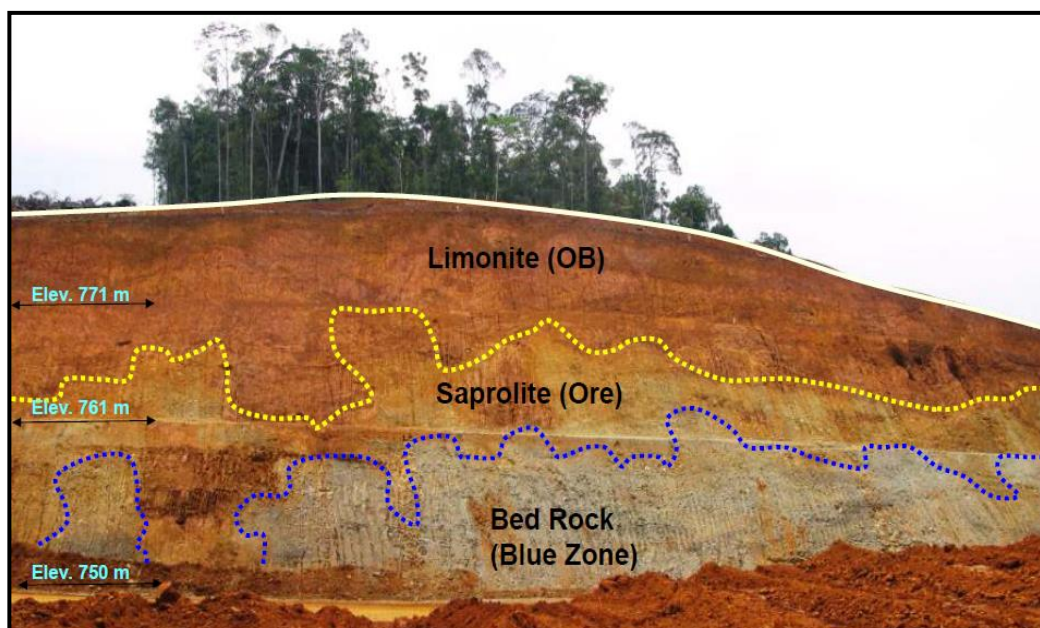 Limonite (OB)
Elev. 771 m
Saprolite (Ore)
Elev. 761 m
Bed Rock
(Blue Zone)
Elev. 750 m